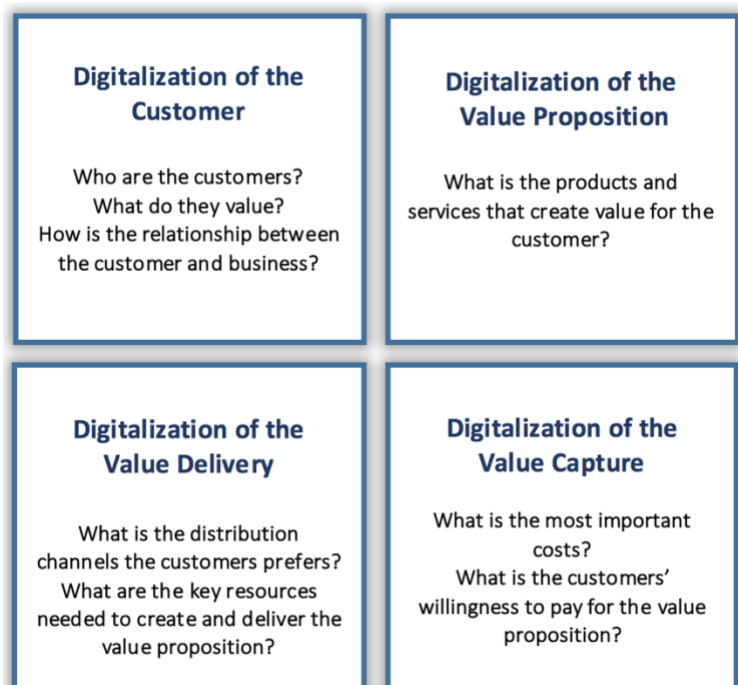 Digitalization of the
Customer
Who are the customers?
What do they value?
How is the relationship between
the customer and business?
Digitalization of the
Value Proposition
What is the products and
services that create value for the
customer?
Digitalization of the
Value Delivery
What is the distribution
channels the customers prefers?
What are the key resources
needed to create and deliver the
value proposition?
Digitalization of the
Value Capture
What is the most important
costs?
What is the customers’
willingness to pay for the value
proposition?